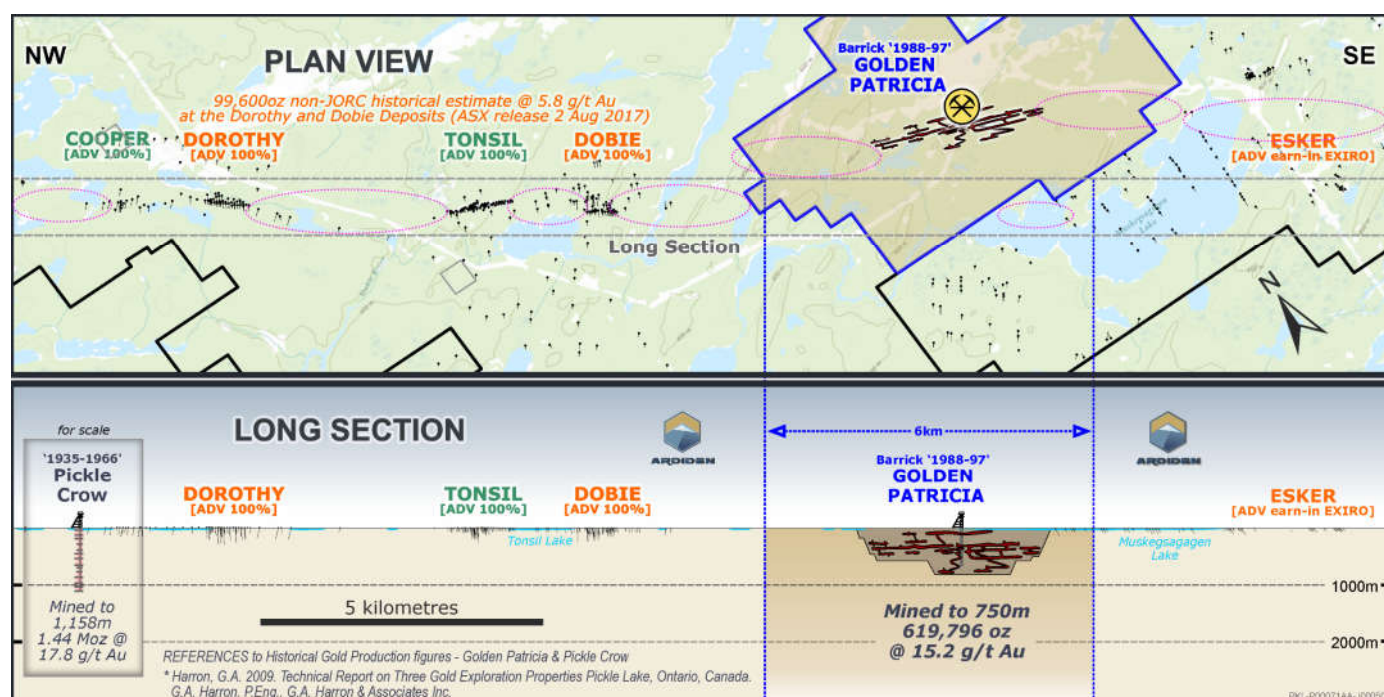 NW
PLAN VIEW
Barrick '1988-97'
GOLDEN
PATRICIA
SE
99,600oz non-JORC historical estimate @ 5.8 g/t Au
at the Dorothy and Dobie Deposits (ASX release 2 Aug 2017)
COOPER
[ADV 100%]
DOROTHY
[ADV 100%]
TONSIL
[ADV 100%]
DOBIE
[ADV 100%]
ESKER
[ADV earn-in EXIRO]
Long Section
Lake
N
for scale
'1935-1966'
Pickle
Crow
LONG SECTION
ARDIDEN
6km
ARDIDEN
Barrick '1988-97'
GOLDEN
PATRICIA
DOROTHY
[ADV 100%]
TONSIL
[ADV 100%]
DOBIE
[ADV 100%]
ESKER
[ADV earn-in EXIRO]
Tonsil Lake
Muskegsagagen
Lake
1000m
5 kilometres
Mined to
1,158m
1.44 Moz @
17.8 g/t Au
Mined to 750m
619,796 oz
@ 15.2 g/t Au
2000m
REFERENCES to Historical Gold Production figures - Golden Patricia & Pickle Crow
* Harron, G.A. 2009. Technical Report on Three Gold Exploration Properties Pickle Lake, Ontario, Canada.
G.A. Harron, P.Eng., G.A. Harron & Associates Inc.